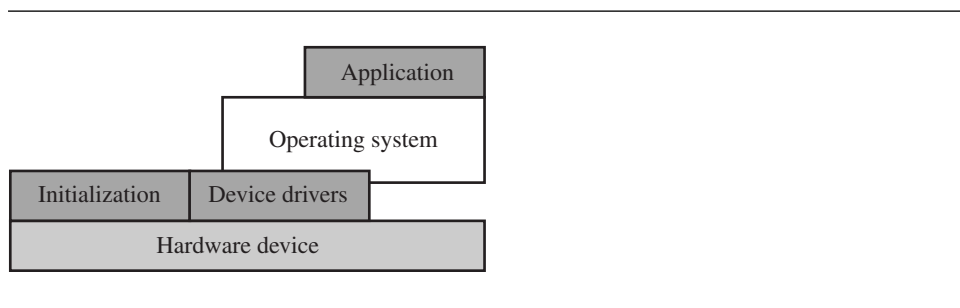 Application
Operating system
Initialization
Device drivers
Hardware device